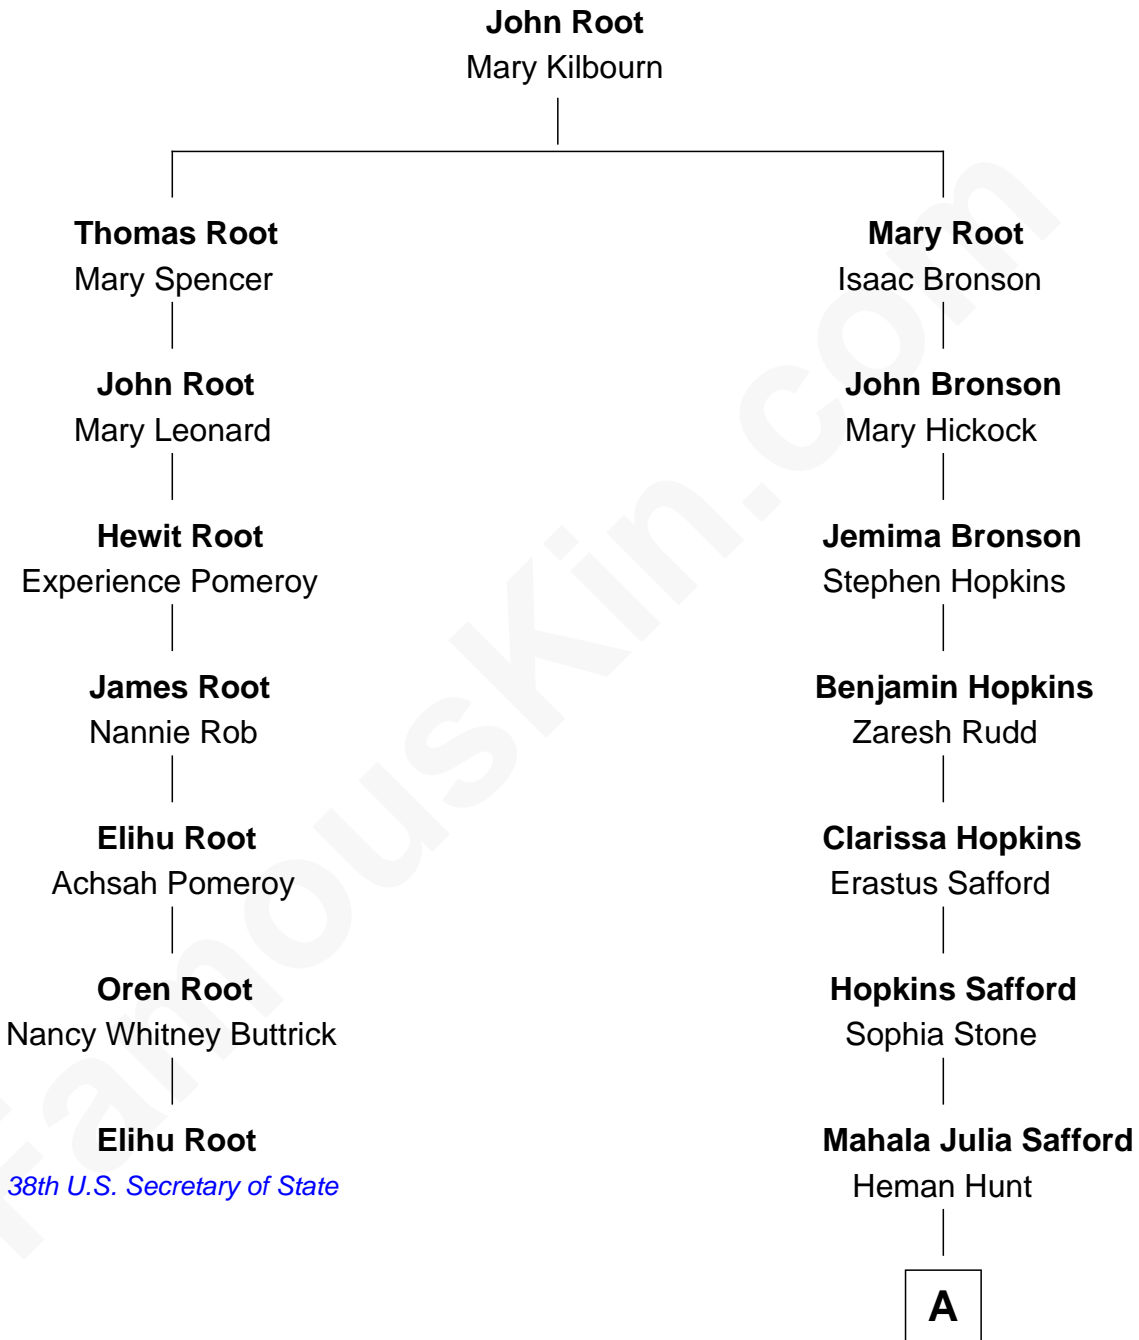 John Root
Mary Kilbourn
Thomas Root
Mary Spencer
Mary Root
Isaac Bronson
John Root
Mary Leonard
John Bronson
Mary Hickock
Hewit Root
Experience Pomeroy
Jemima Bronson
Stephen Hopkins
James Root
Nannie Rob
Benjamin Hopkins
Zaresh Rudd
Elihu Root
Achsah Pomeroy
Clarissa Hopkins
Erastus Safford
Oren Root
Nancy Whitney Buttrick
Hopkins Safford
Sophia Stone
Elihu Root
38th U.S. Secretary of State
Mahala Julia Safford
Heman Hunt
A
FamousKin.com